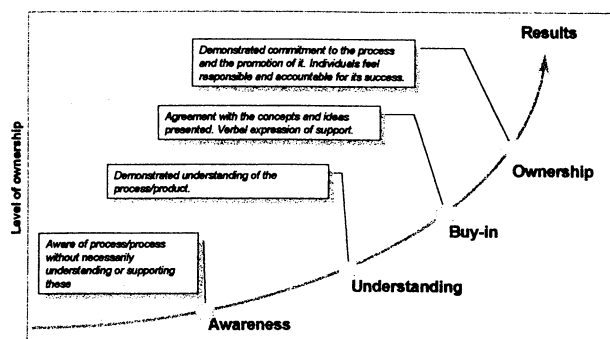 Results
Demonstrated commitment to the process
and the promotion of it. Individuals feel
responsible and accountable for its success.
Agreement with the concepts and ideas
presented. Verbal expression of support.
Ownership
Demonstrated understanding of the
process/product.
Buy-in
Aware of process/process
without necessarily
understanding or supporting
these
Understanding
Awareness
Level of ownership